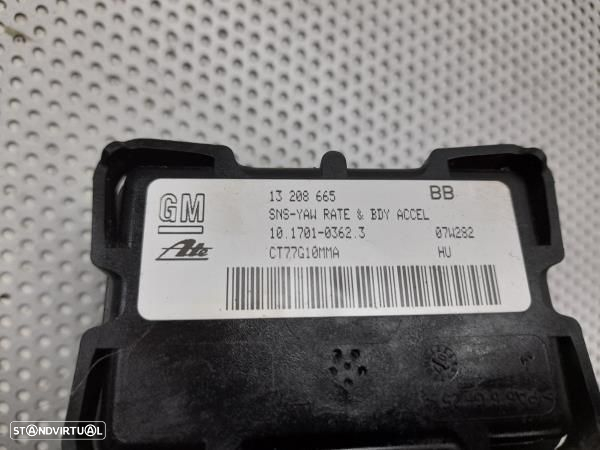 GM
13 208 665 BB
SNS-YAW RATE & BDY ACCEL
10.1701-0362.3 07W282
Ate
CT77G10MMA HU
STANDVIRTUAL